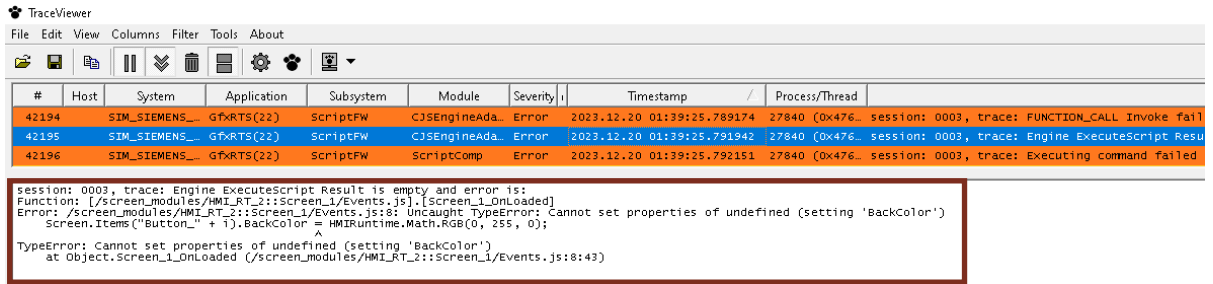 TraceViewer
File Edit View Columns Filter Tools About
# Host System Application Subsystem Module Severity Timestamp Process/Thread
42194 SIM_SIEMENS_... GfxRTS(22) ScriptFW CJSEngineAda... Error 2023.12.20 01:39:25.789174 27840 (0x476... session: 0003, trace: FUNCTION_CALL Invoke fail
42195 SIM_SIEMENS_... GfxRTS(22) ScriptFW CJSEngineAda... Error 2023.12.20 01:39:25.791942 27840 (0x476... session: 0003, trace: Engine ExecuteScript Resu
42196 SIM_SIEMENS_... GfxRTS(22) ScriptFW ScriptComp Error 2023.12.20 01:39:25.792151 27840 (0x476... session: 0003, trace: Executing command failed
session: 0003, trace: Engine ExecuteScript Result is empty and error is:
Function: [/screen_modules/HMI_RT_2::Screen_1/Events.js].[Screen_1_OnLoaded]
Error: /screen_modules/HMI_RT_2::Screen_1/Events.js:8: Uncaught TypeError: Cannot set properties of undefined (setting 'BackColor')
Screen.Items("Button_" + i).BackColor = HMIRuntime.Math.RGB(0, 255, 0);
^
TypeError: Cannot set properties of undefined (setting 'BackColor')
at Object.Screen_1_OnLoaded (/screen_modules/HMI_RT_2::Screen_1/Events.js:8:43)